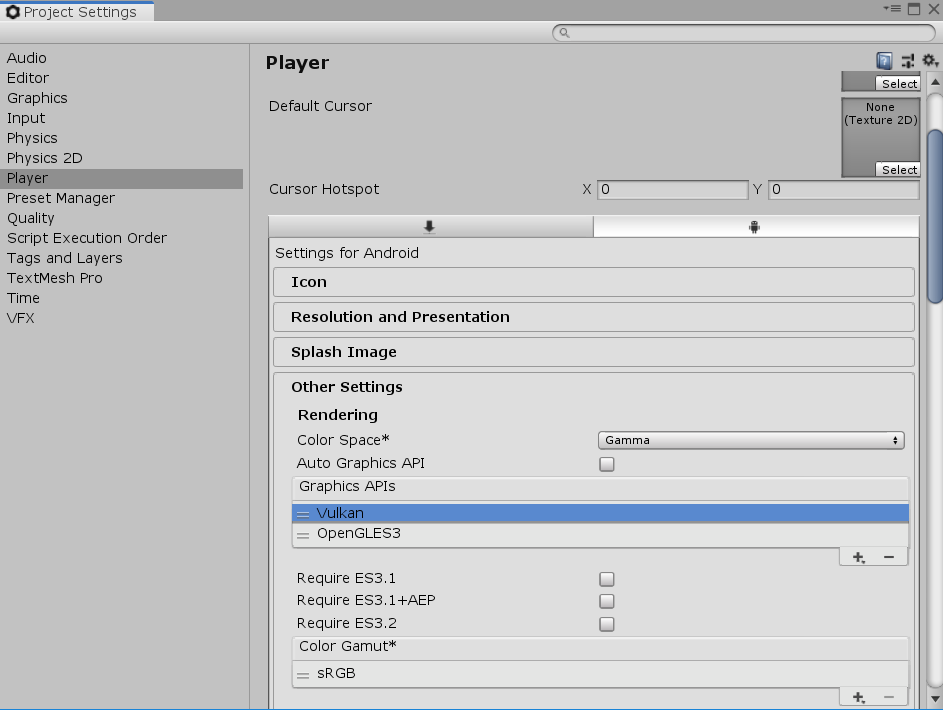 Project Settings
Audio
Editor
Graphics
Input
Physics
Physics 2D
Player
Preset Manager
Quality
Script Execution Order
Tags and Layers
TextMesh Pro
Time
VFX
Player
Select
Default Cursor
None
(Texture 2D)
Select
Cursor Hotspot X 0 Y 0
Settings for Android
Icon
Resolution and Presentation
Splash Image
Other Settings
Rendering
Color Space* Gamma
Auto Graphics API
Graphics APIs
Vulkan
OpenGLES3
Require ES3.1
Require ES3.1+AEP
Require ES3.2
Color Gamut*
sRGB